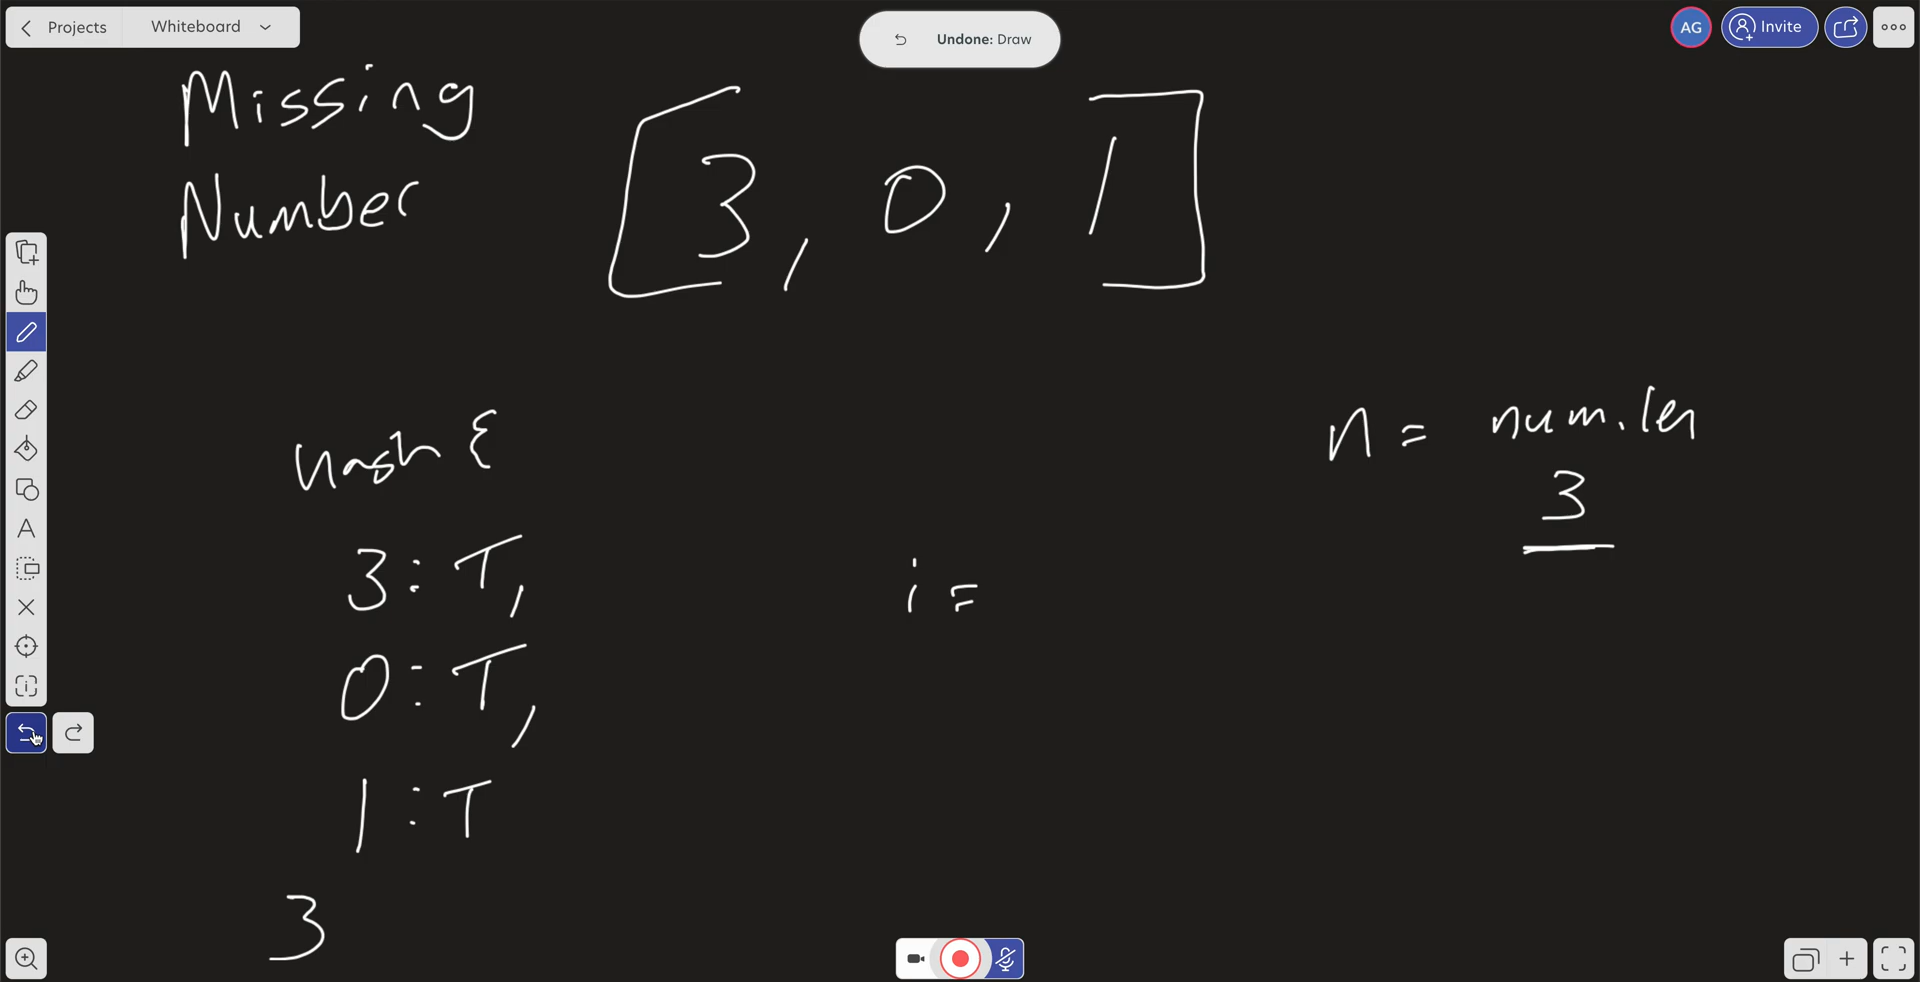 Projects
Whiteboard
Undone: Draw
AG
Invite
Missing
Number
[3, 0, 1]
hash {
3: T,
0: T,
1: T
3
i =
n = num.len
3
A